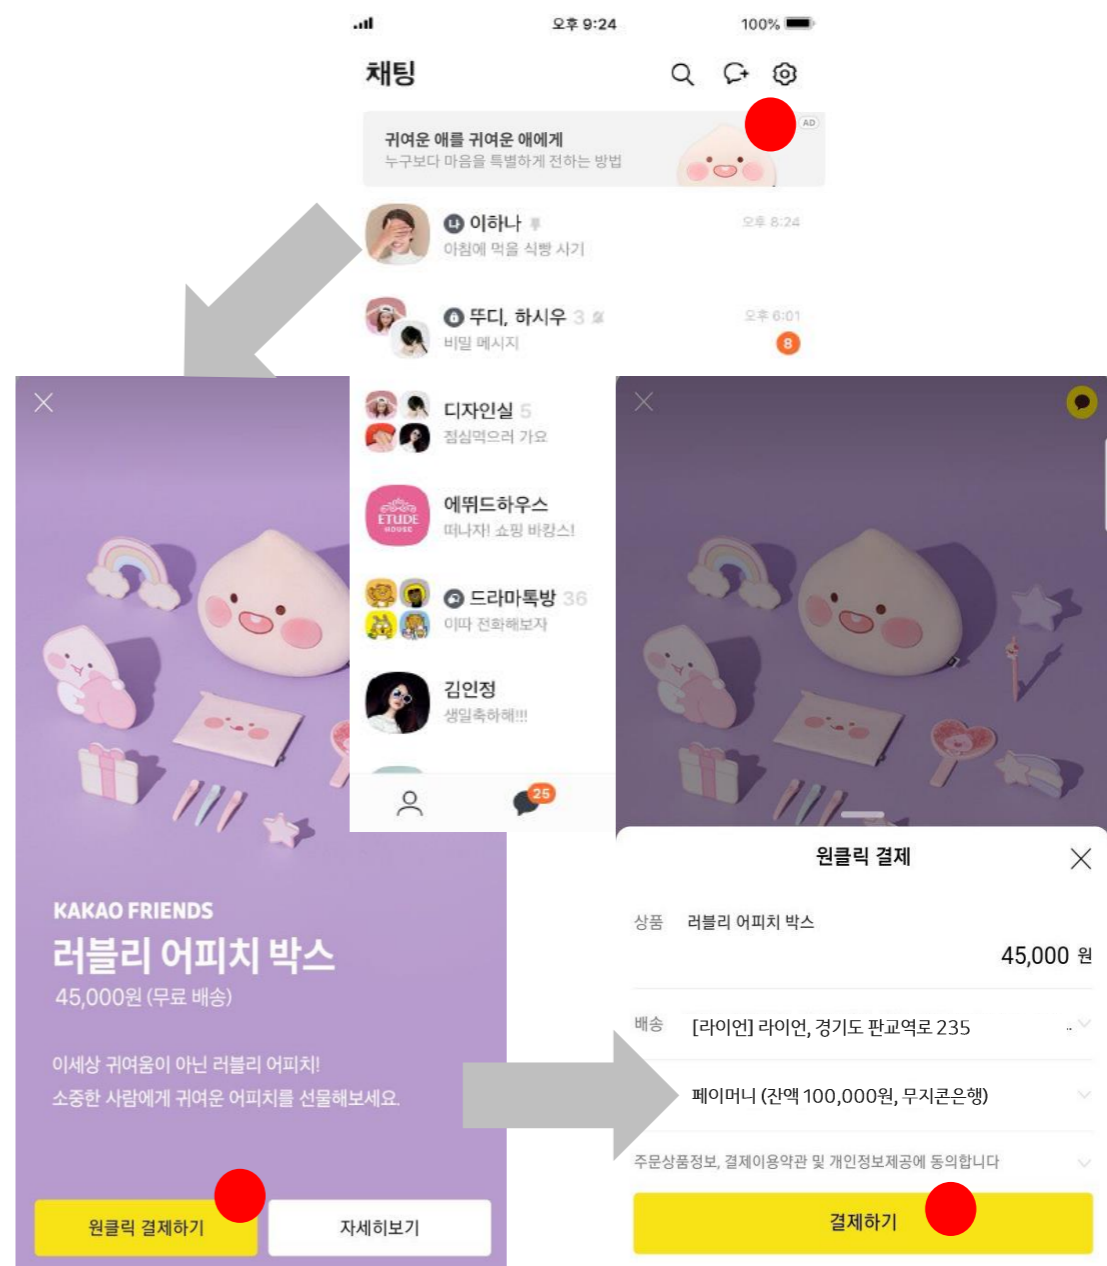 오후 9:24
100%
채팅
귀여운 애를 귀여운 애에게
누구보다 마음을 특별하게 전하는 방법
AD
나 이하나
오후 8:24
아침에 먹을 식빵 사기
뚜디, 하시우 3
오후 6:01
비밀 메시지
8
디자인실 5
점심먹으러 가요
ETUDE
HOUSE
에뛰드하우스
떠나자! 쇼핑 바캉스!
드라마톡방 36
이따 전화해보자
김인정
생일축하해!!!
25
KAKAO FRIENDS
러블리 어피치 박스
45,000원 (무료 배송)
이세상 귀여움이 아닌 러블리 어피치!
소중한 사람에게 귀여운 어피치를 선물해보세요.
원클릭 결제하기
자세히보기
원클릭 결제
상품 러블리 어피치 박스
45,000 원
배송 [라이언] 라이언, 경기도 판교역로 235 ..
페이머니 (잔액 100,000원, 무지콘은행)
주문상품정보, 결제이용약관 및 개인정보제공에 동의합니다
결제하기